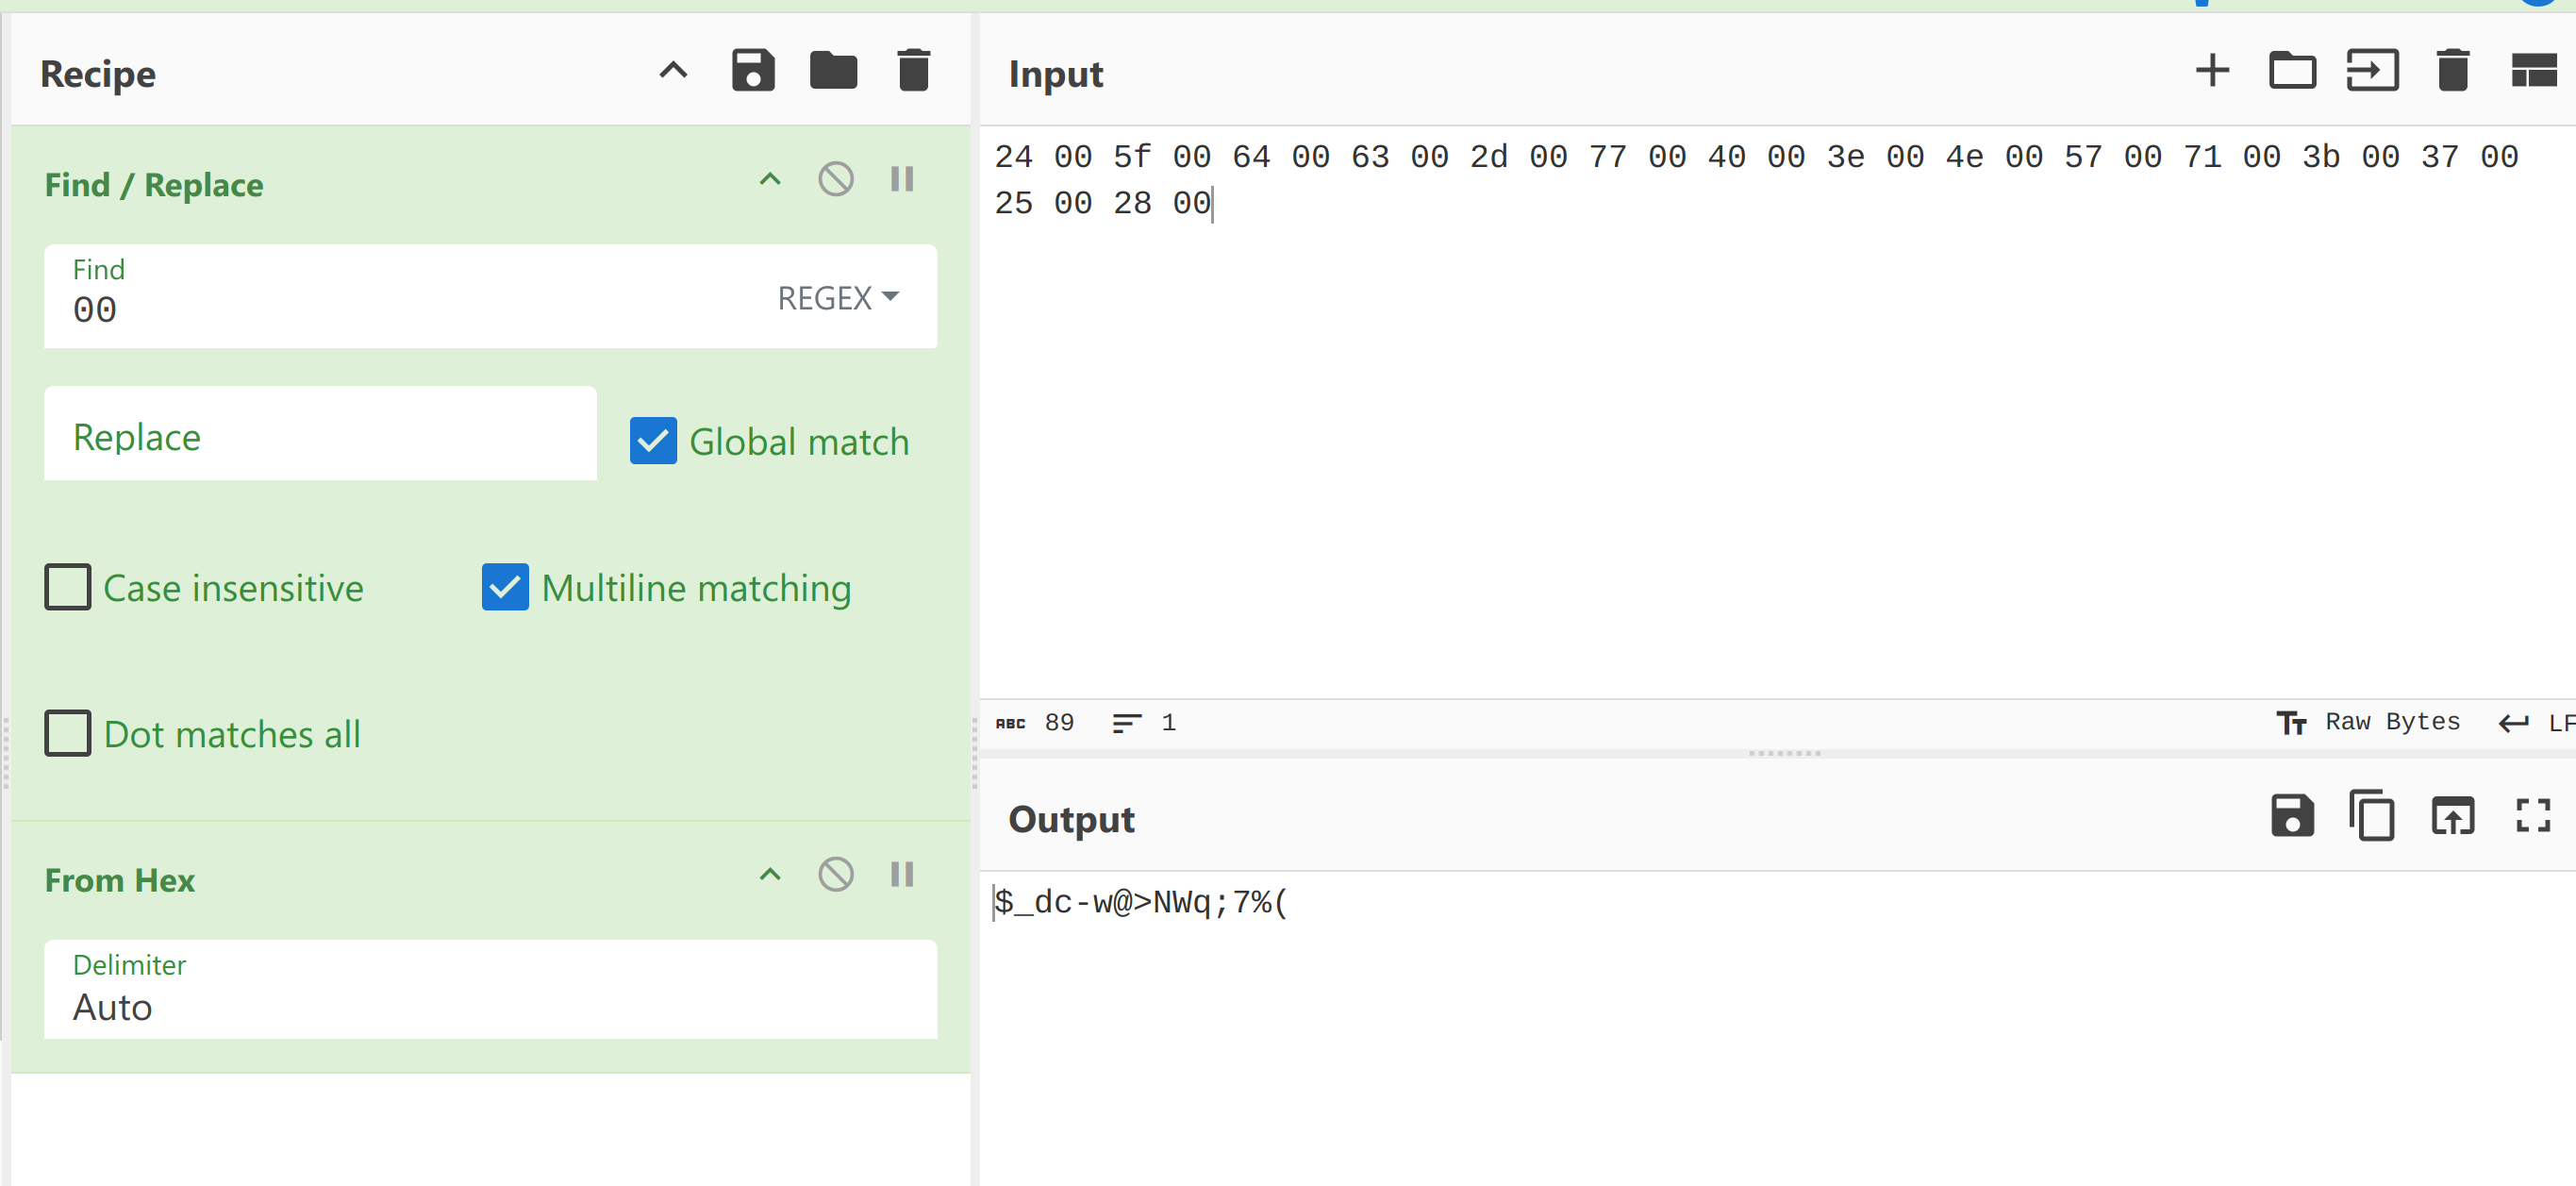 Recipe
Find / Replace
Find
00
REGEX
Replace
Global match
Case insensitive
Multiline matching
Dot matches all
From Hex
Delimiter
Auto
Input
24 00 5f 00 64 00 63 00 2d 00 77 00 40 00 3e 00 4e 00 57 00 71 00 3b 00 37 00
25 00 28 00
ABC 89 1
Raw Bytes LF
Output
$_dc-w@>NWq;7%(